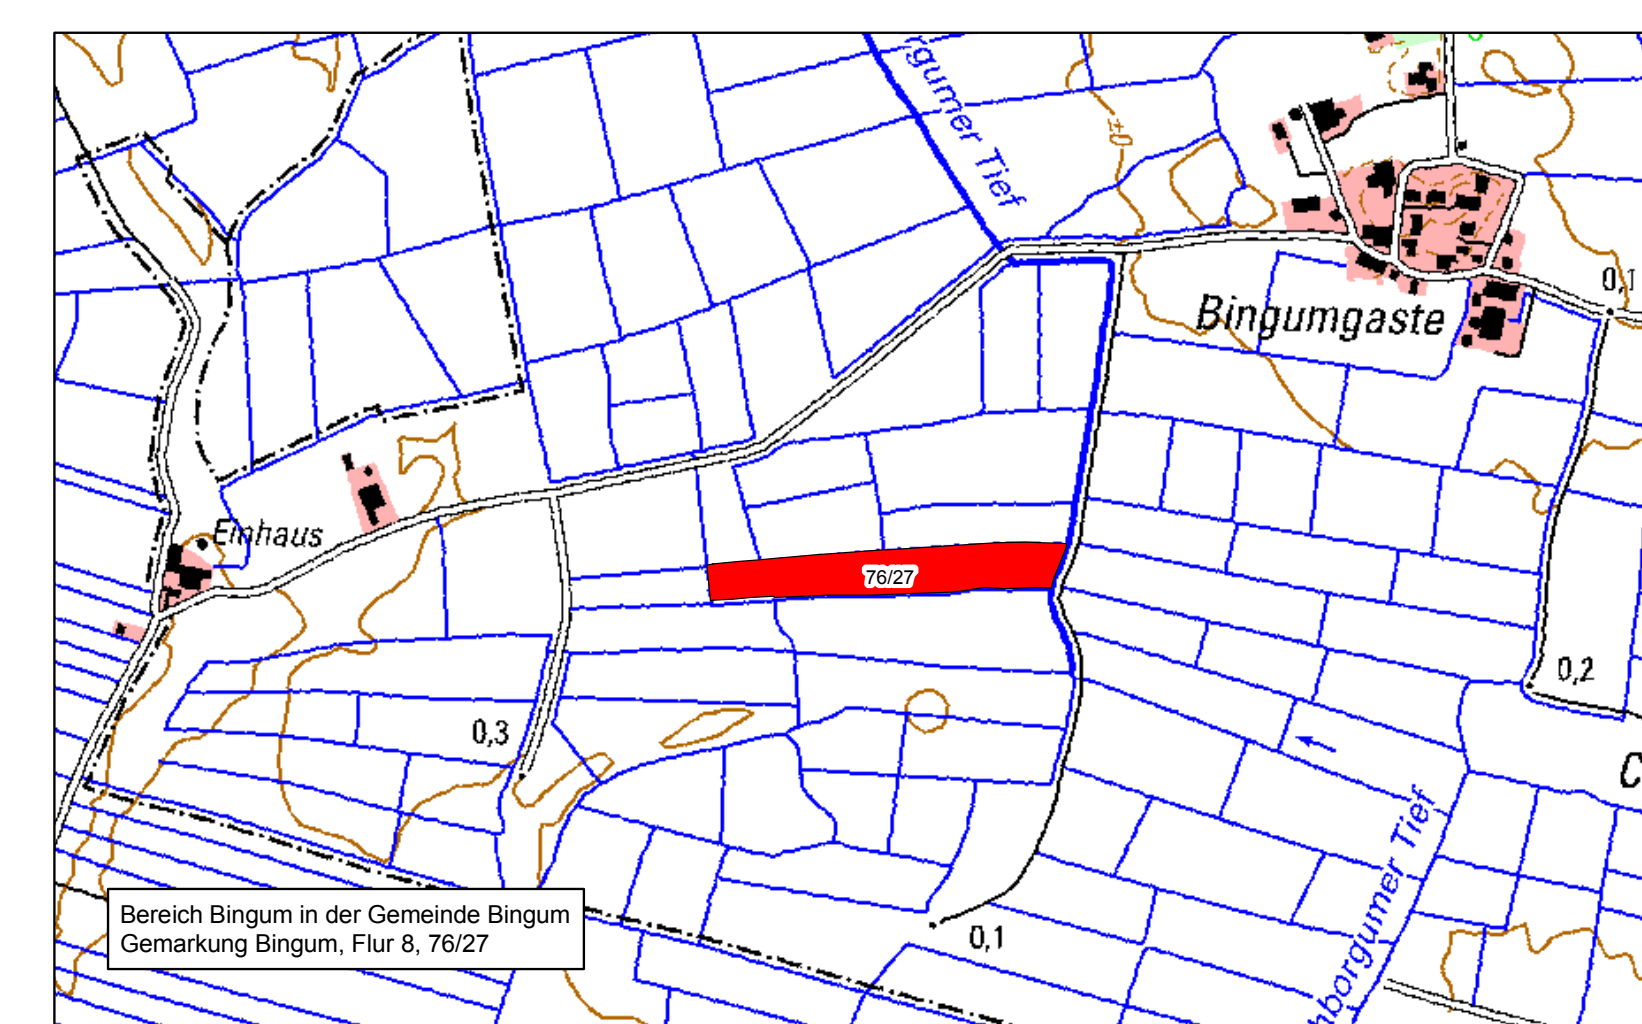 rgumer Tief
±0
0,1
Bingumgaste
Einhaus
76/27
0,2
0,3
C
hborgumer Tief
0,1
Bereich Bingum in der Gemeinde Bingum
Gemarkung Bingum, Flur 8, 76/27